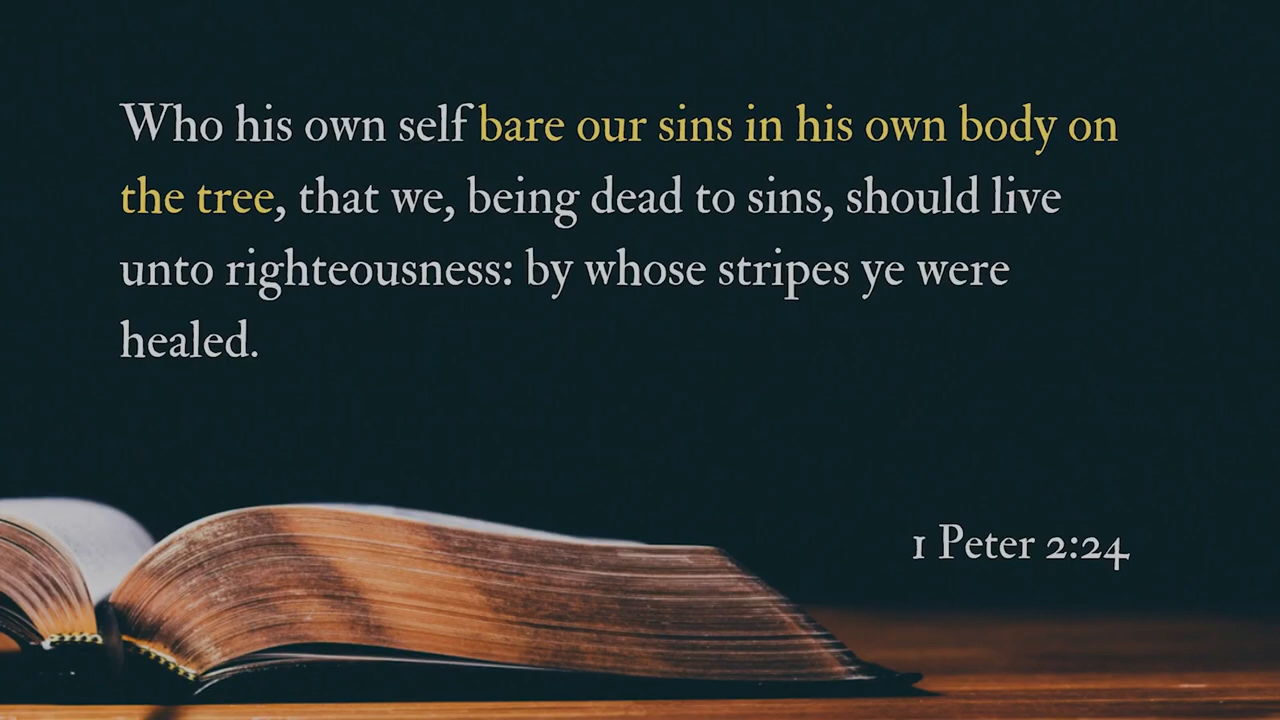 Who his own self bare our sins in his own body on
the tree, that we, being dead to sins, should live
unto righteousness: by whose stripes ye were
healed.
1 Peter 2:24